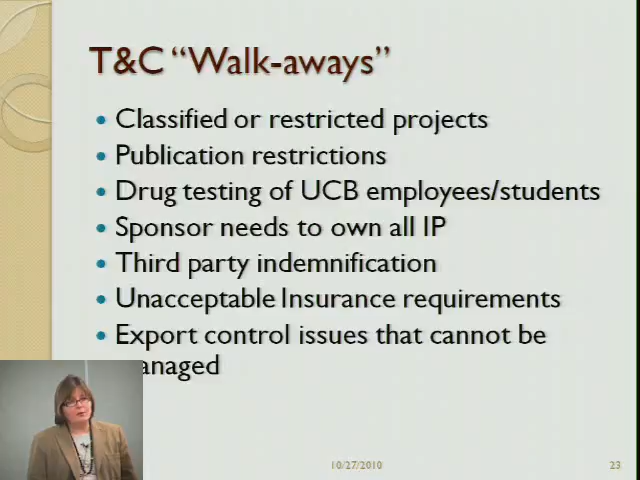 T&C “Walk-aways”
Classified or restricted projects
Publication restrictions
Drug testing of UCB employees/students
Sponsor needs to own all IP
Third party indemnification
Unacceptable Insurance requirements
Export control issues that cannot be
managed
10/27/2010
23